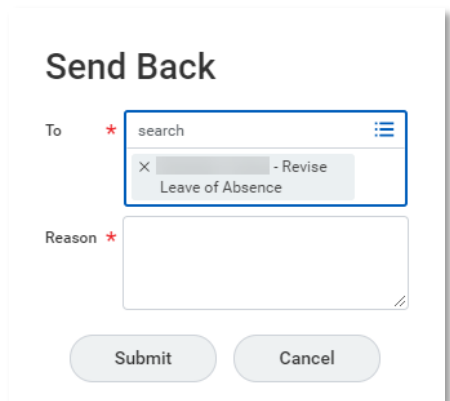 Send Back
To *
search
× - Revise
Leave of Absence
Reason *
Submit Cancel